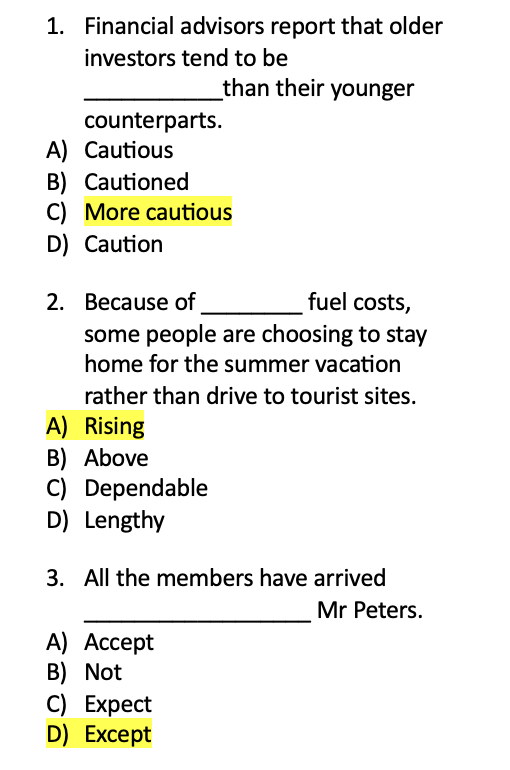 1. Financial advisors report that older
investors tend to be
____________than their younger
counterparts.
A) Cautious
B) Cautioned
C) More cautious
D) Caution
2. Because of ________ fuel costs,
some people are choosing to stay
home for the summer vacation
rather than drive to tourist sites.
A) Rising
B) Above
C) Dependable
D) Lengthy
3. All the members have arrived
___________________ Mr Peters.
A) Accept
B) Not
C) Expect
D) Except